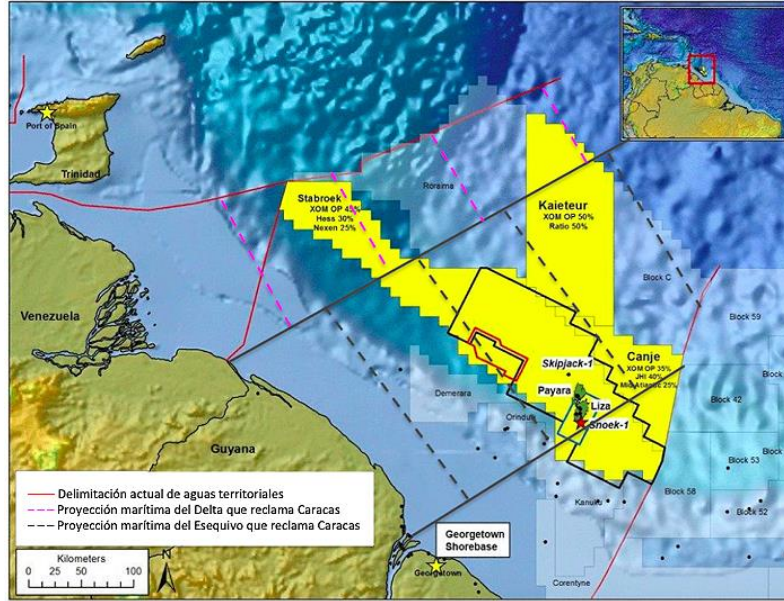 Port of Spain
Trinidad
Venezuela
Guyana
Stabroek
XOM OP 45%
Hess 30%
Nexen 25%
Roraima
Kaieteur
XOM OP 50%
Ratio 50%
Block C
Block 59
Canje
XOM OP 35%
JHI 40%
Mid Atlantic 25%
Skipjack-1
Payara
Liza
Snoek-1
Demerara
Orinduik
Block 42
Block 53
Block
Block 58
Block 52
Kanuku
Corentyne
Delimitación actual de aguas territoriales
Proyección marítima del Delta que reclama Caracas
Proyección marítima del Esequivo que reclama Caracas
Kilometers
0 50 100
N
Georgetown
Shorebase
Georgetown